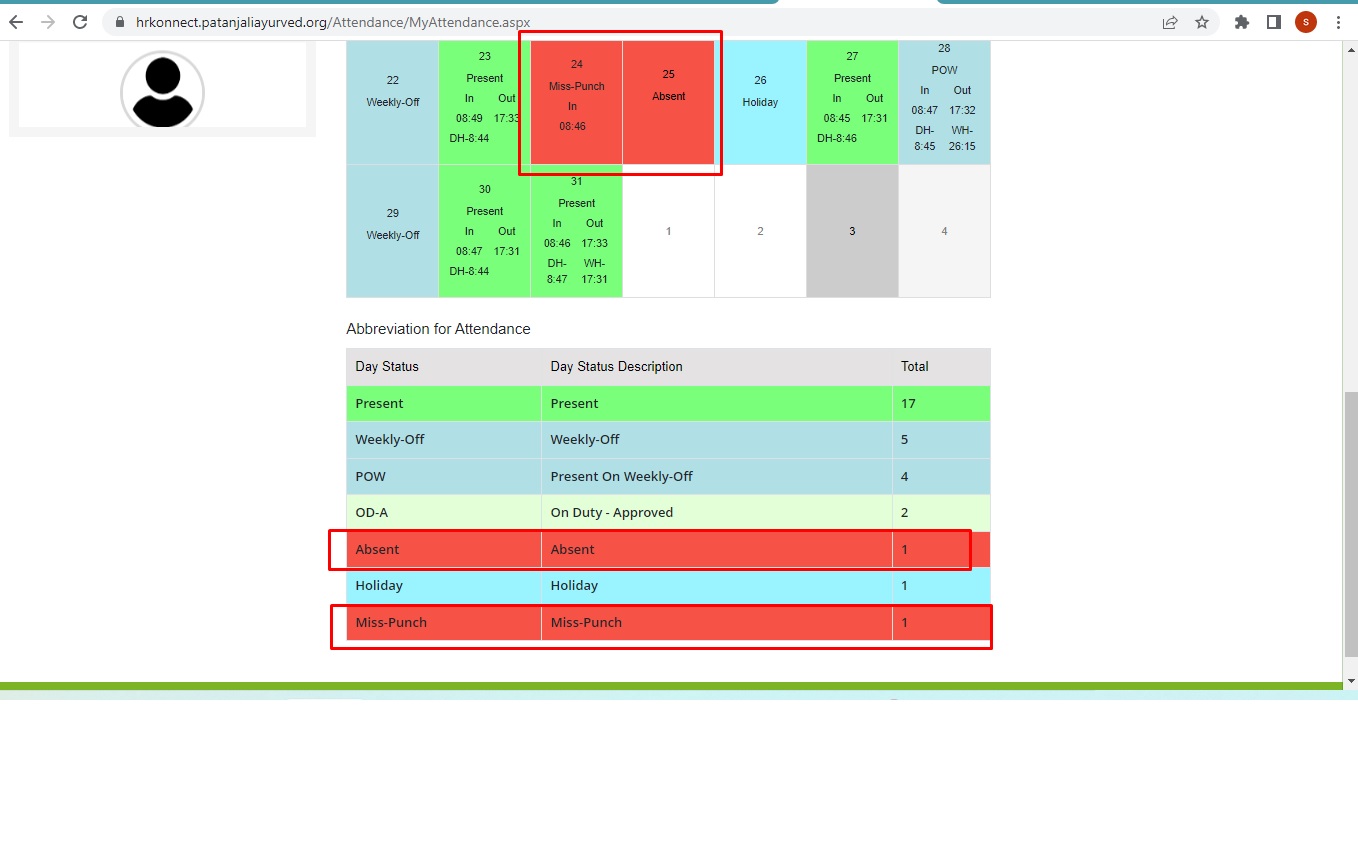 hrkonnect.patanjaliayurved.org/Attendance/MyAttendance.aspx
S
22
Weekly-Off
23
Present
In Out
08:49 17:33
DH-8:44
24
Miss-Punch
In
08:46
25
Absent
26
Holiday
27
Present
In Out
08:45 17:31
DH-8:46
28
POW
In Out
08:47 17:32
DH- WH-
8:45 26:15
29
Weekly-Off
30
Present
In Out
08:47 17:31
DH-8:44
31
Present
In Out
08:46 17:33
DH- WH-
8:47 17:31
1
2
3
4
Abbreviation for Attendance
Day Status Day Status Description Total
Present Present 17
Weekly-Off Weekly-Off 5
POW Present On Weekly-Off 4
OD-A On Duty - Approved 2
Absent Absent 1
Holiday Holiday 1
Miss-Punch Miss-Punch 1